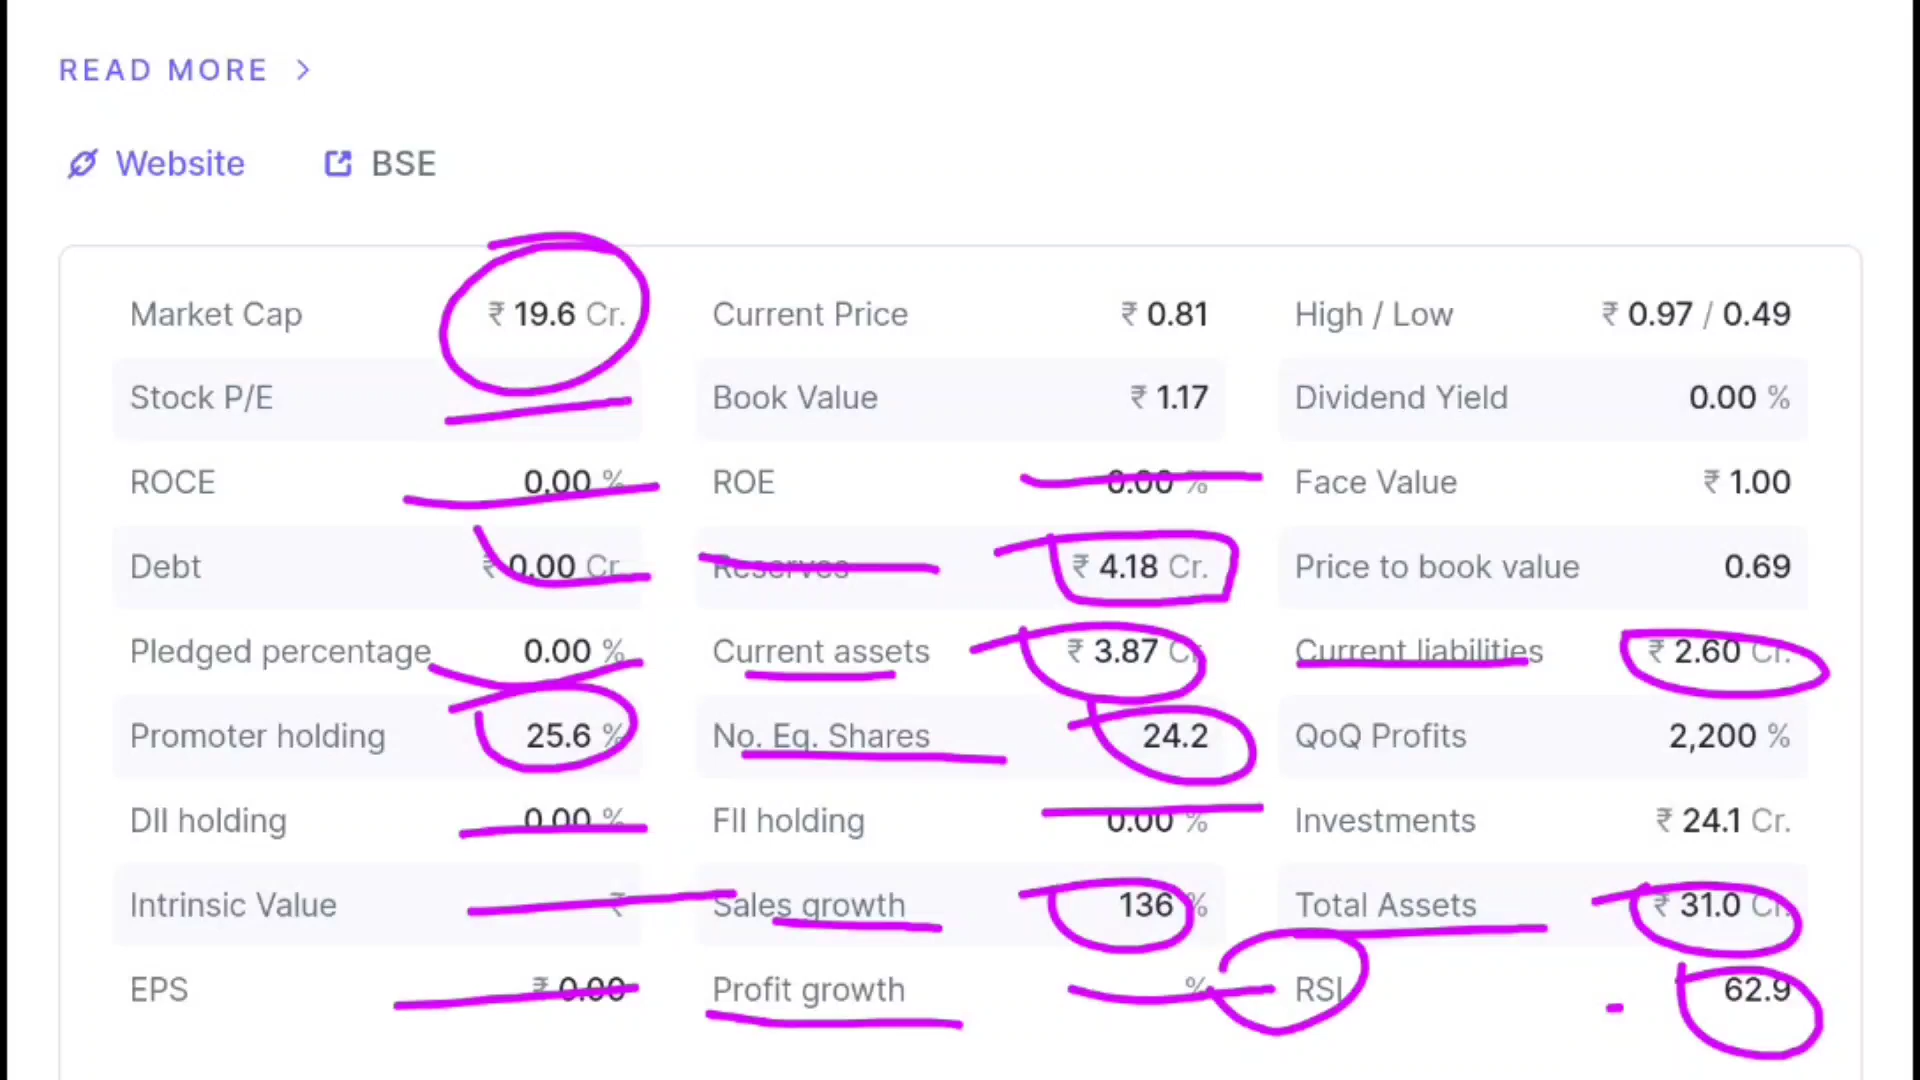 READ MORE >
Website BSE
Market Cap ₹ 19.6 Cr. Current Price ₹ 0.81 High / Low ₹ 0.97 / 0.49
Stock P/E Book Value ₹ 1.17 Dividend Yield 0.00 %
ROCE 0.00 % ROE 0.00 % Face Value ₹ 1.00
Debt ₹ 0.00 Cr. Reserves ₹ 4.18 Cr. Price to book value 0.69
Pledged percentage 0.00 % Current assets ₹ 3.87 Cr. Current liabilities ₹ 2.60 Cr.
Promoter holding 25.6 % No. Eq. Shares 24.2 QoQ Profits 2,200 %
DII holding 0.00 % FII holding 0.00 % Investments ₹ 24.1 Cr.
Intrinsic Value ₹ Sales growth 136 % Total Assets ₹ 31.0 Cr.
EPS ₹ 0.00 Profit growth % RSI 62.9